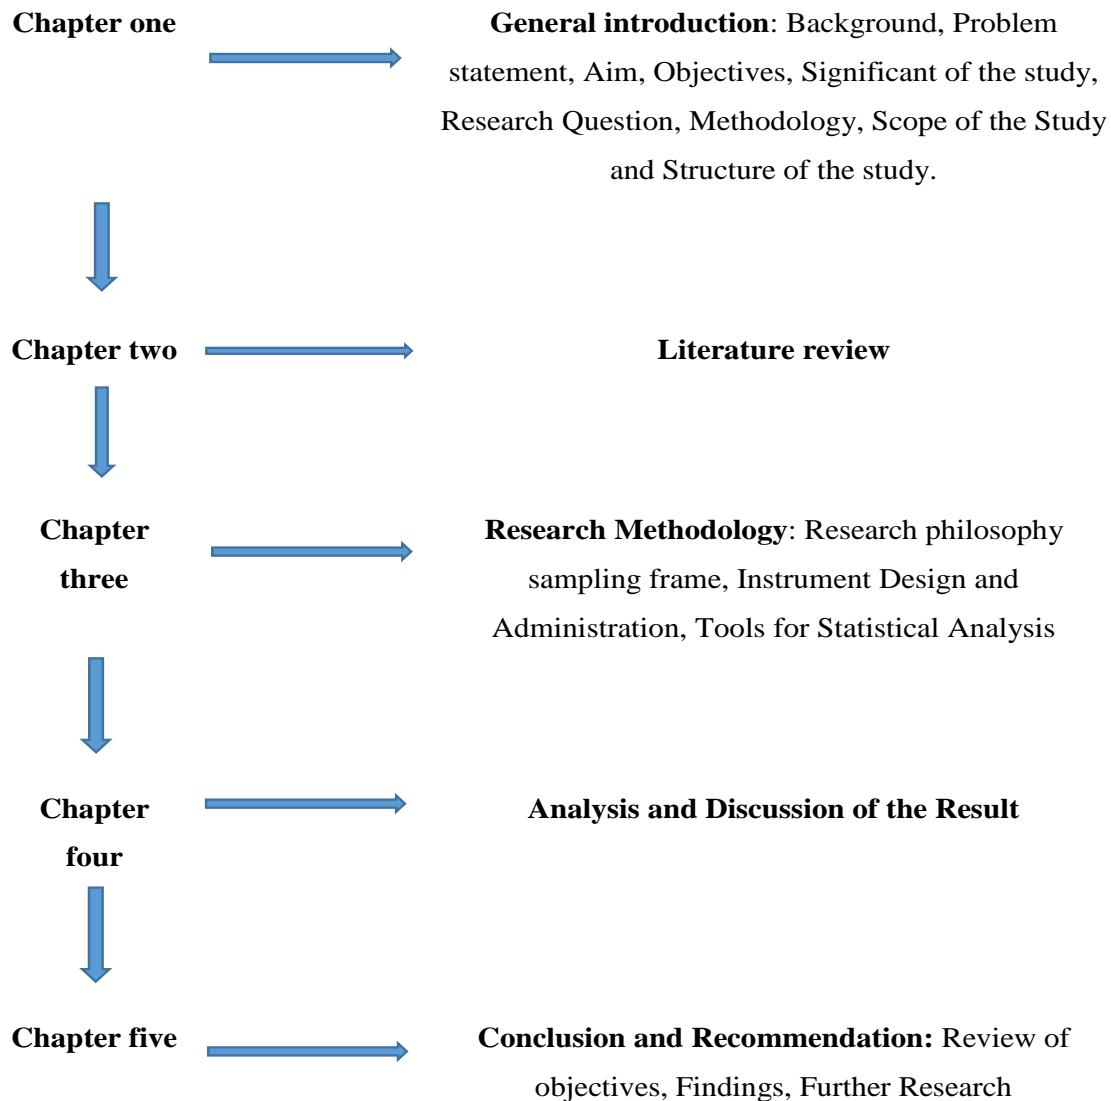 Chapter one
General introduction: Background, Problem
statement, Aim, Objectives, Significant of the study,
Research Question, Methodology, Scope of the Study
and Structure of the study.
Chapter two
Literature review
Chapter
three
Research Methodology: Research philosophy
sampling frame, Instrument Design and
Administration, Tools for Statistical Analysis
Chapter
four
Analysis and Discussion of the Result
Chapter five
Conclusion and Recommendation: Review of
objectives, Findings, Further Research